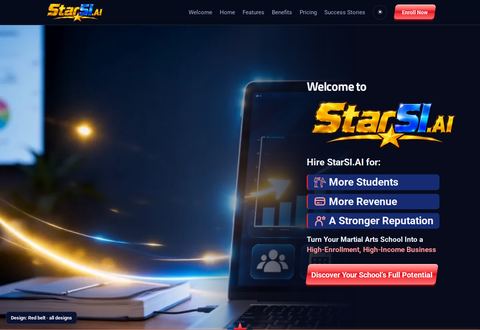 StarSI.AI
Welcome Home Features Benefits Pricing Success Stories Enroll Now
Welcome to
StarSI.AI
Hire StarSI.AI for:
More Students
More Revenue
A Stronger Reputation
Turn Your Martial Arts School Into a
High-Enrollment, High-Income Business
Discover Your School's Full Potential
Design: Red belt · all designs